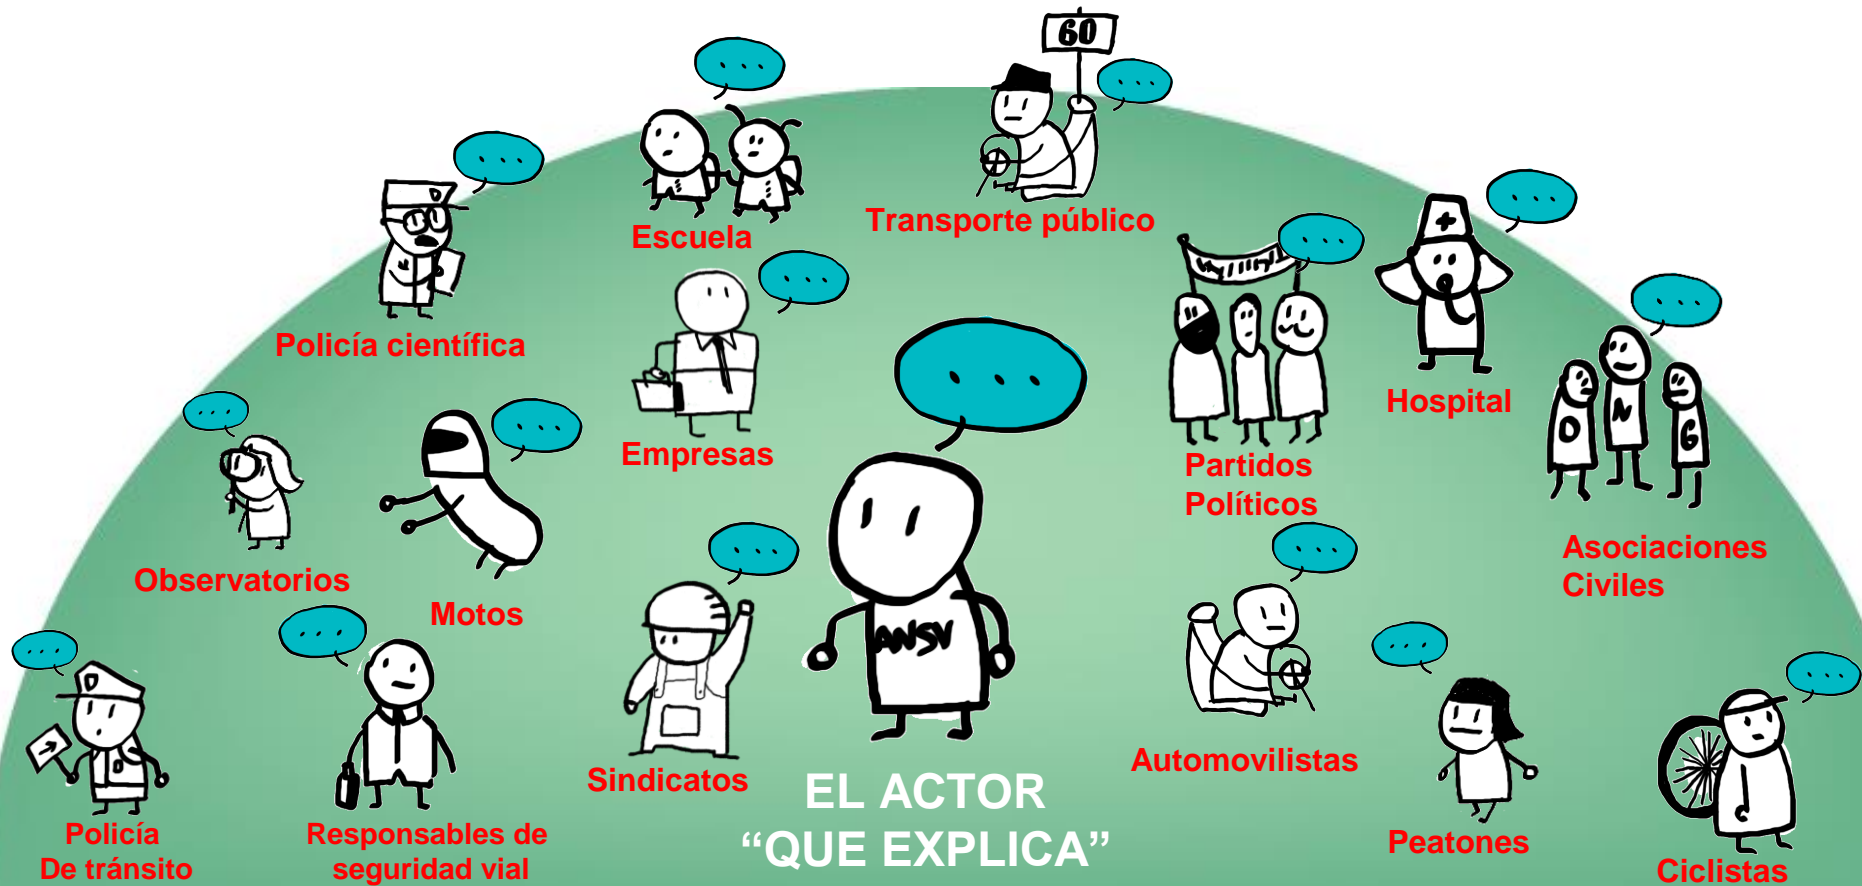 60
Escuela
Transporte público
Policía científica
Empresas
Hospital
Partidos
Políticos
O N G
Observatorios
Motos
Asociaciones
Civiles
ANSV
Sindicatos
Automovilistas
EL ACTOR
“QUE EXPLICA”
Policía
De tránsito
Responsables de
seguridad vial
Peatones
Ciclistas